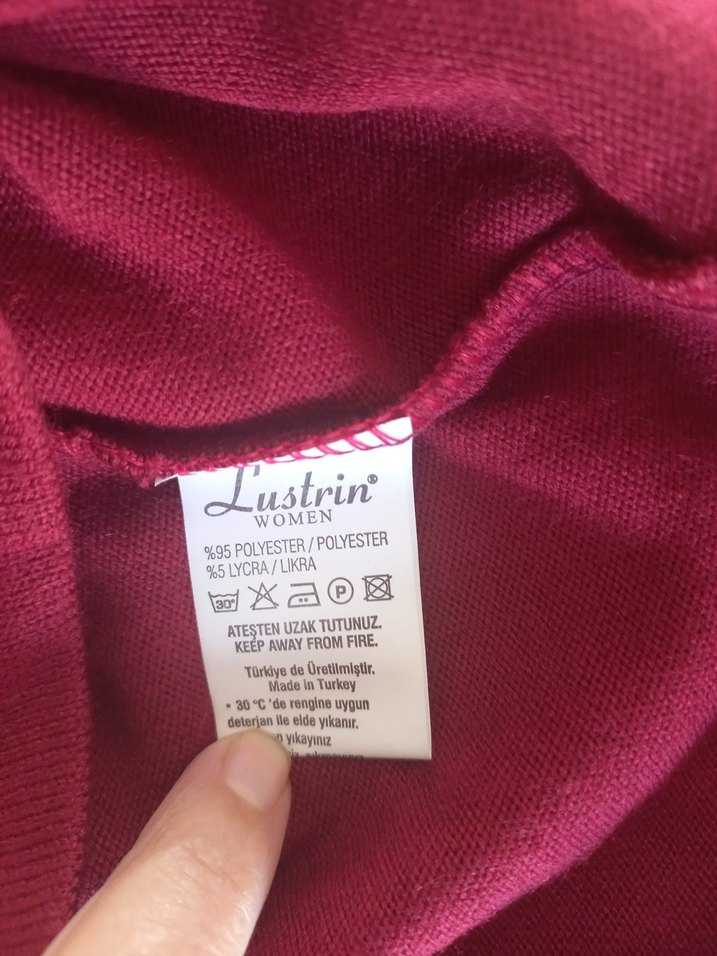 Lustrin®
WOMEN
%95 POLYESTER / POLYESTER
%5 LYCRA / LIKRA
30°
P
ATEŞTEN UZAK TUTUNUZ.
KEEP AWAY FROM FIRE.
Türkiye de Üretilmiştir.
Made in Turkey
• 30 °C 'de rengine uygun
deterjan ile elde yıkanır.
yıkayınız